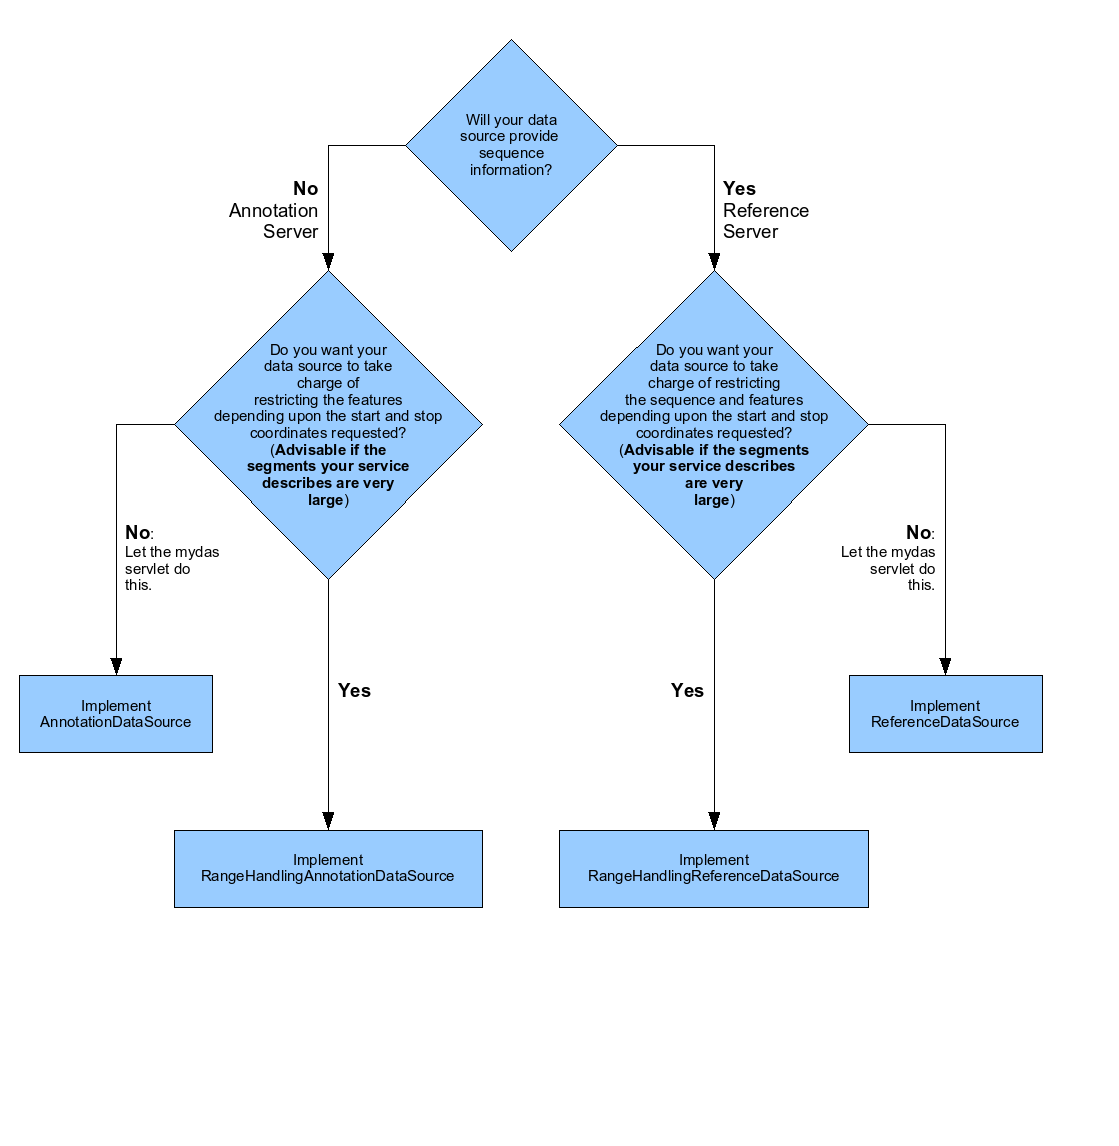 Will your data
source provide
sequence
information?
No
Annotation
Server
Yes
Reference
Server
Do you want your
data source to take
charge of
restricting the features
depending upon the start and stop
coordinates requested?
(Advisable if the
segments your service
describes are very
large)
Do you want your
data source to take
charge of restricting
the sequence and features
depending upon the start and stop
coordinates requested?
(Advisable if the segments
your service describes
are very
large)
No:
Let the mydas
servlet do
this.
No:
Let the mydas
servlet do
this.
Yes
Yes
Implement
AnnotationDataSource
Implement
ReferenceDataSource
Implement
RangeHandlingAnnotationDataSource
Implement
RangeHandlingReferenceDataSource